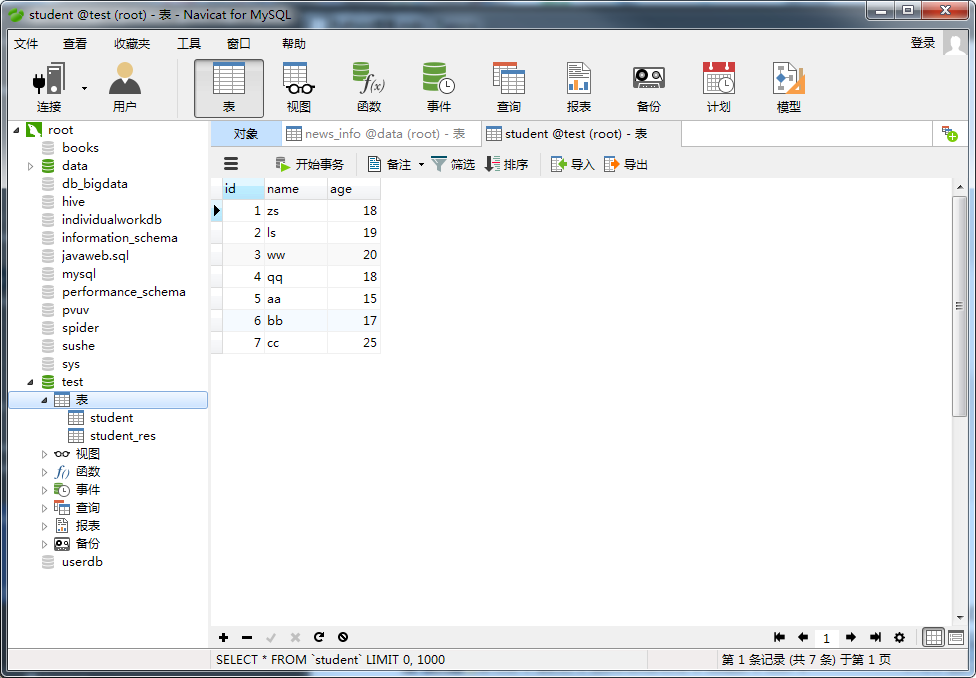 student @test (root) - 表 - Navicat for MySQL
文件 查看 收藏夹 工具 窗口 帮助 登录
连接 用户 表 视图 函数 事件 查询 报表 备份 计划 模型
对象 news_info @data (root) - 表 student @test (root) - 表
开始事务 备注 筛选 排序 导入 导出
root
books
data
db_bigdata
hive
individualworkdb
information_schema
javaweb.sql
mysql
performance_schema
pvuv
spider
sushe
sys
test
表
student
student_res
视图
函数
事件
查询
报表
备份
userdb
id name age
1 zs 18
2 ls 19
3 ww 20
4 qq 18
5 aa 15
6 bb 17
7 cc 25
1
SELECT * FROM `student` LIMIT 0, 1000 第 1 条记录 (共 7 条) 于第 1 页